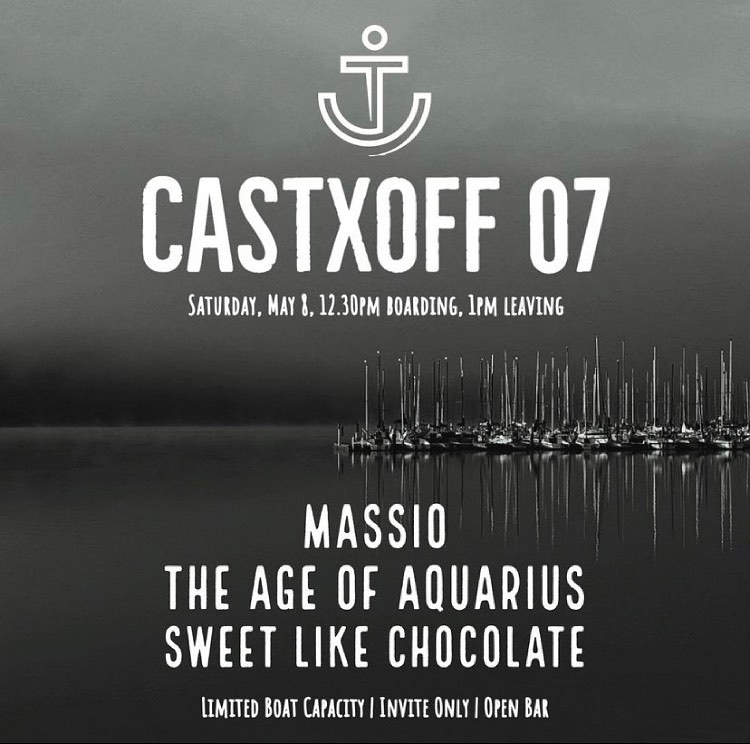 CASTXOFF 07
SATURDAY, MAY 8, 12.30PM BOARDING, 1PM LEAVING
MASSIO
THE AGE OF AQUARIUS
SWEET LIKE CHOCOLATE
LIMITED BOAT CAPACITY | INVITE ONLY | OPEN BAR